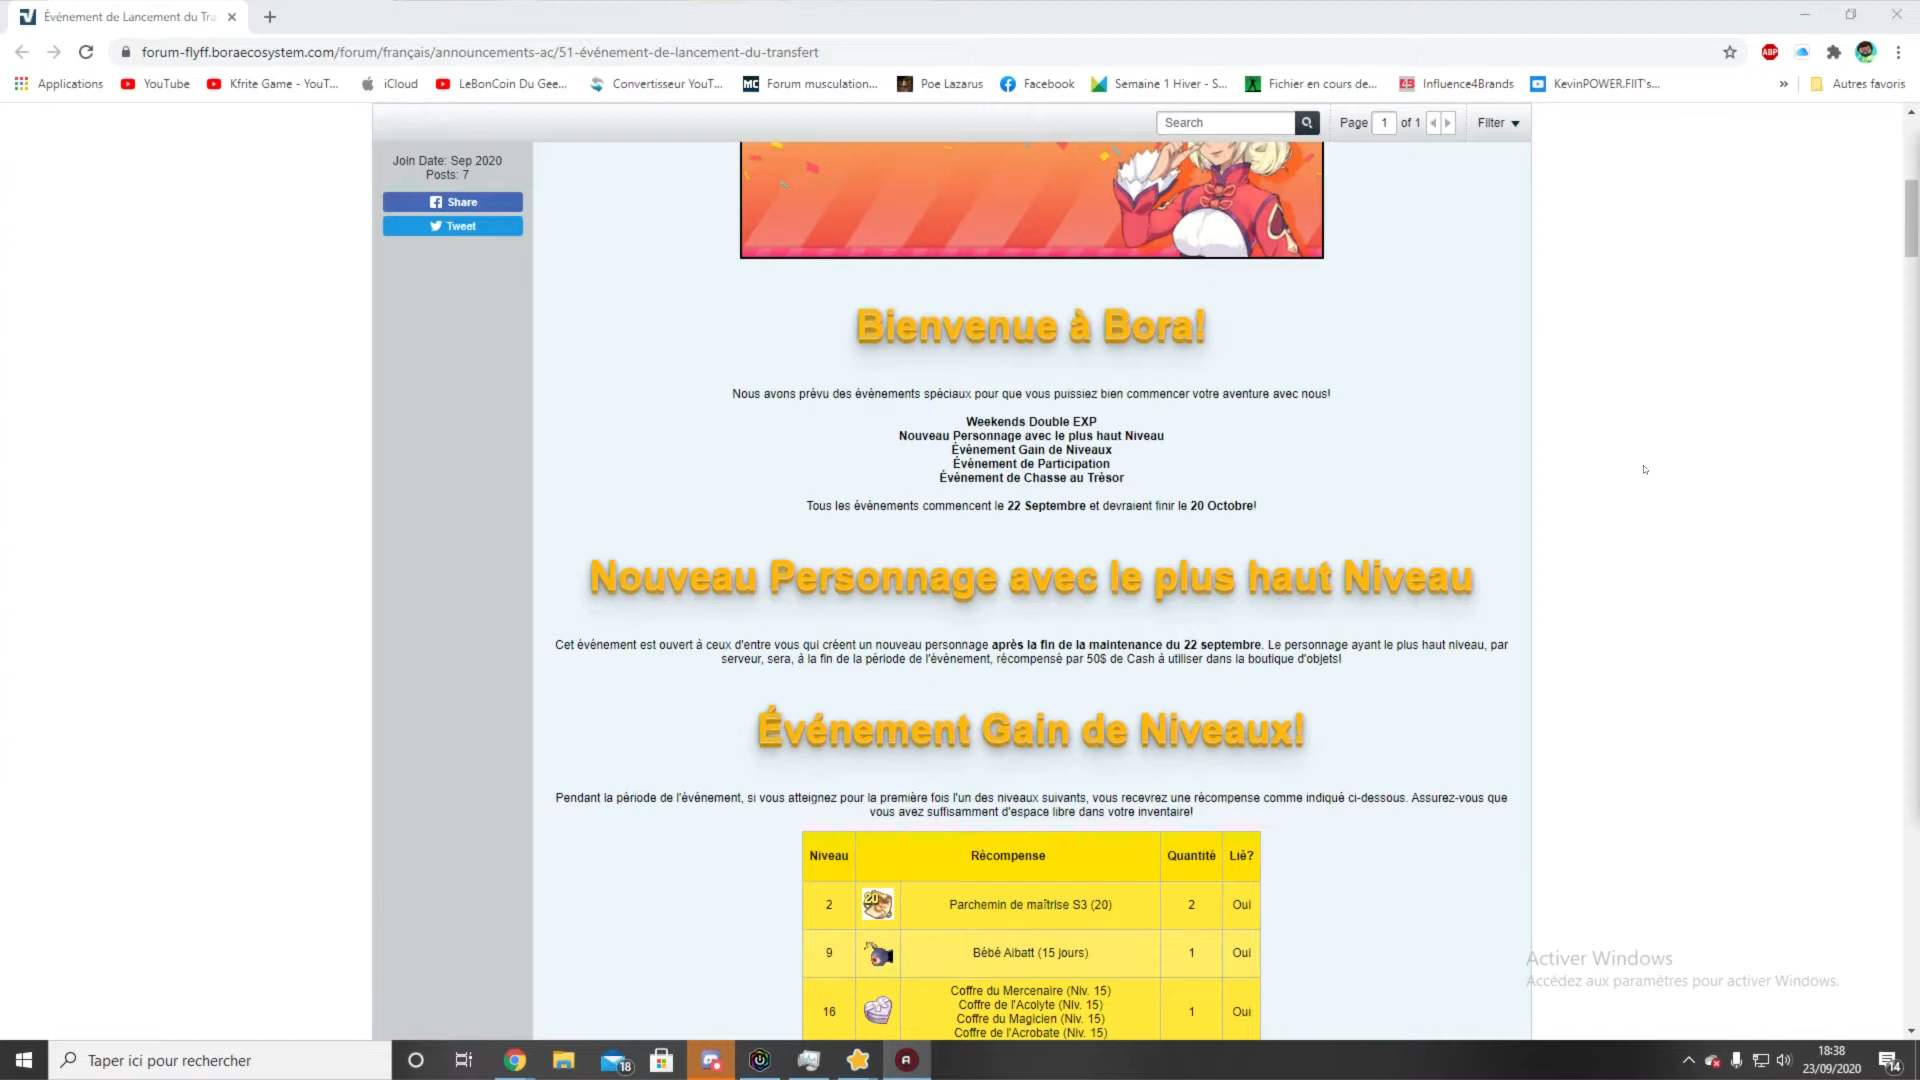 Événement de Lancement du Tra
forum-flyff.boraecosystem.com/forum/français/announcements-ac/51-événement-de-lancement-du-transfert
ABP
Applications
YouTube
Kfrite Game - YouT...
iCloud
LeBonCoin Du Gee...
Convertisseur YouT...
MC Forum musculation...
Poe Lazarus
Facebook
Semaine 1 Hiver - S...
Fichier en cours de...
Influence4Brands
KevinPOWER.FIIT's...
»
Autres favoris
Search
Page 1 of 1
Filter
Join Date: Sep 2020
Posts: 7
Share
Tweet
Bienvenue à Bora!
Nous avons prévu des événements spéciaux pour que vous puissiez bien commencer votre aventure avec nous!
Weekends Double EXP
Nouveau Personnage avec le plus haut Niveau
Événement Gain de Niveaux
Événement de Participation
Événement de Chasse au Trésor
Tous les événements commencent le 22 Septembre et devraient finir le 20 Octobre!
Nouveau Personnage avec le plus haut Niveau
Cet événement est ouvert à ceux d'entre vous qui créent un nouveau personnage après la fin de la maintenance du 22 septembre. Le personnage ayant le plus haut niveau, par
serveur, sera, à la fin de la période de l'événement, récompensé par 50$ de Cash à utiliser dans la boutique d'objets!
Événement Gain de Niveaux!
Pendant la période de l'événement, si vous atteignez pour la première fois l'un des niveaux suivants, vous recevrez une récompense comme indiqué ci-dessous. Assurez-vous que
vous avez suffisamment d'espace libre dans votre inventaire!
Niveau Récompense Quantité Lié?
2 20 Parchemin de maîtrise S3 (20) 2 Oui
9 Bébé Aibatt (15 jours) 1 Oui
Coffre du Mercenaire (Niv. 15)
Coffre de l'Acolyte (Niv. 15)
16 1 Oui
Coffre du Magicien (Niv. 15)
Coffre de l'Acrobate (Niv. 15)
Activer Windows
Accédez aux paramètres pour activer Windows.
Taper ici pour rechercher
18
18:38
23/09/2020
14